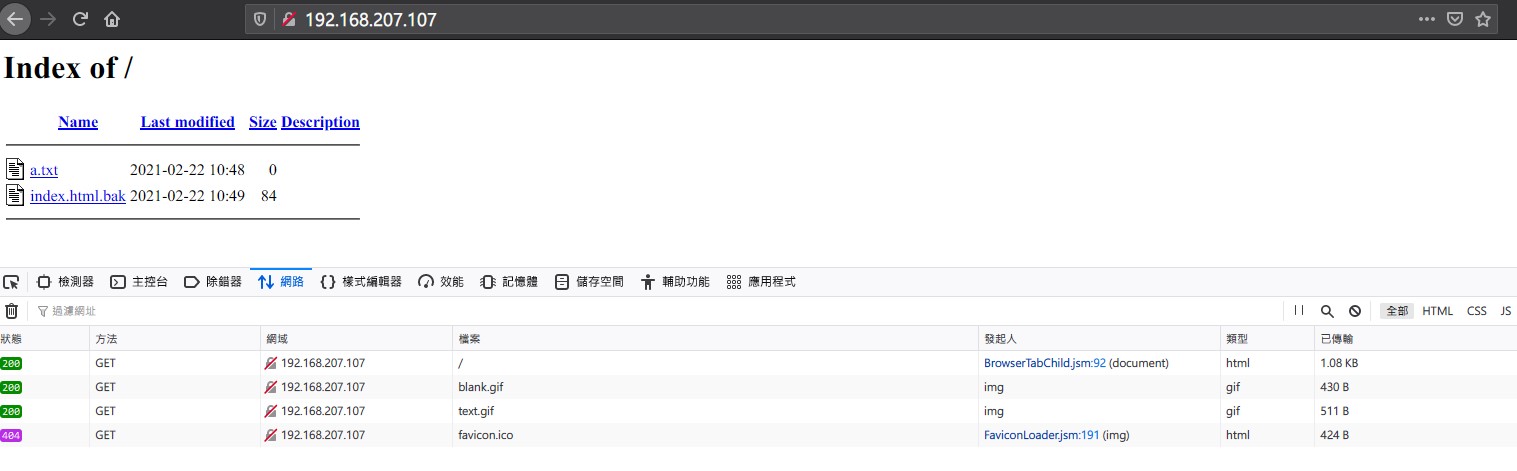 192.168.207.107
Index of /
Name Last modified Size Description
a.txt 2021-02-22 10:48 0
index.html.bak 2021-02-22 10:49 84
檢測器 主控台 除錯器 網路 樣式編輯器 效能 記憶體 儲存空間 輔助功能 應用程式
過濾網址 全部 HTML CSS JS
狀態 方法 網域 檔案 發起人 類型 已傳輸
200 GET 192.168.207.107 / BrowserTabChild.jsm:92 (document) html 1.08 KB
200 GET 192.168.207.107 blank.gif img gif 430 B
200 GET 192.168.207.107 text.gif img gif 511 B
404 GET 192.168.207.107 favicon.ico FaviconLoader.jsm:191 (img) html 424 B